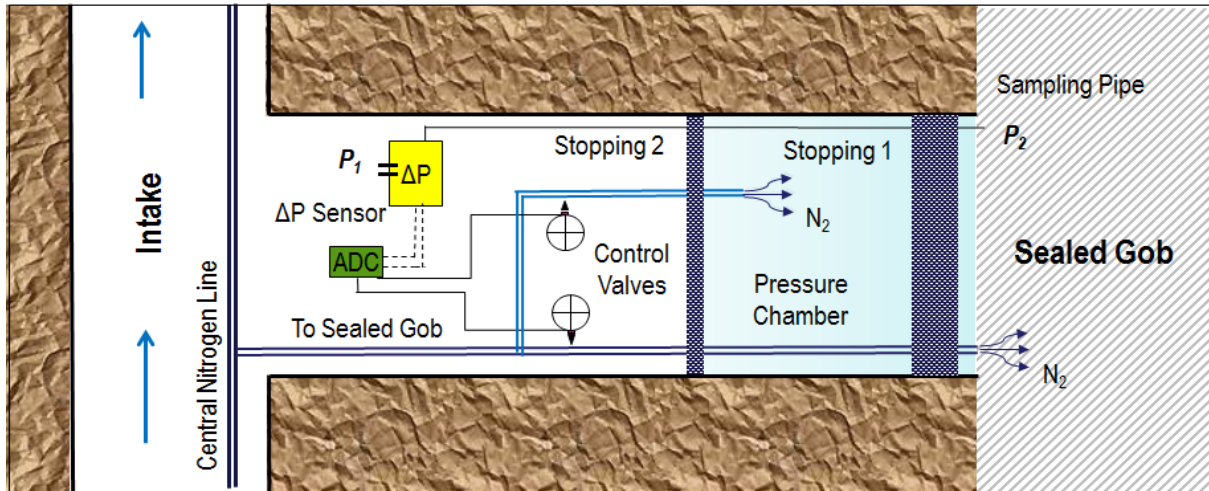 Intake
Central Nitrogen Line
P₁
ΔP
ΔP Sensor
ADC
To Sealed Gob
Stopping 2
Control
Valves
Stopping 1
N₂
Pressure
Chamber
Sampling Pipe
P₂
Sealed Gob
N₂